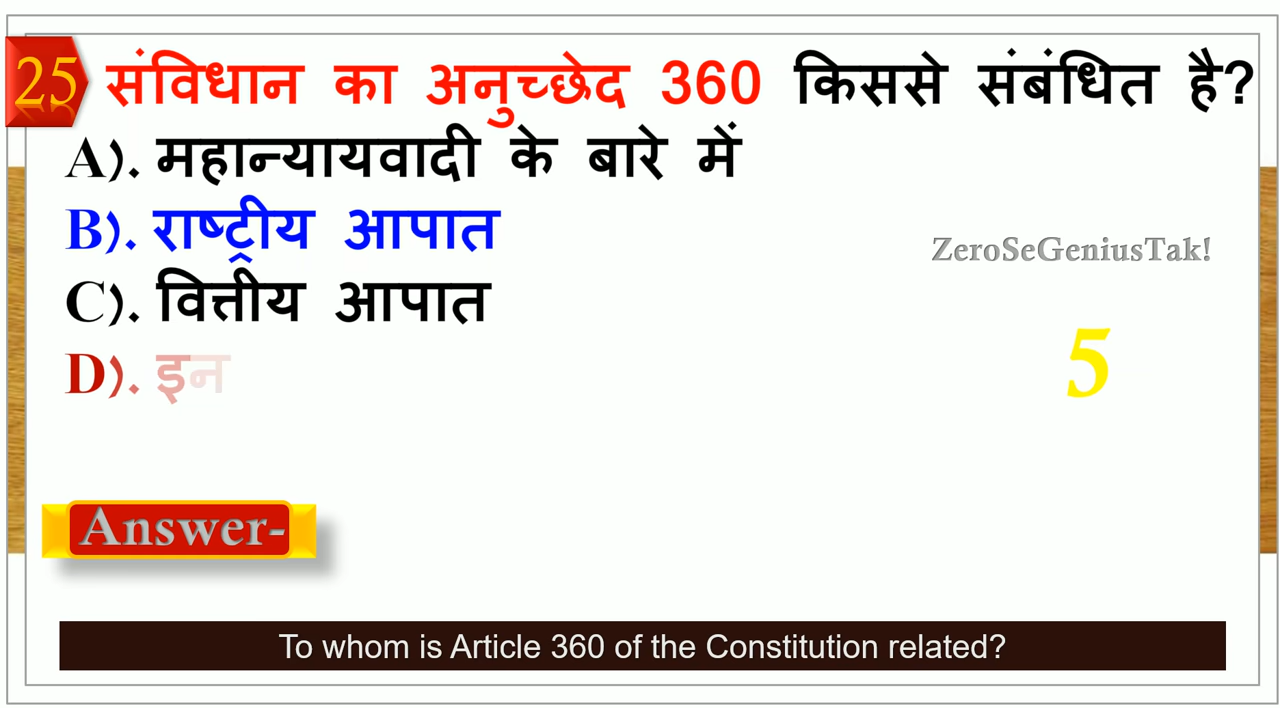 25 संविधान का अनुच्छेद 360 किससे संबंधित है?
A). महान्यायवादी के बारे में
B). राष्ट्रीय आपात
ZeroSeGeniusTak!
C). वित्तीय आपात
5
D). इन
Answer-
To whom is Article 360 of the Constitution related?